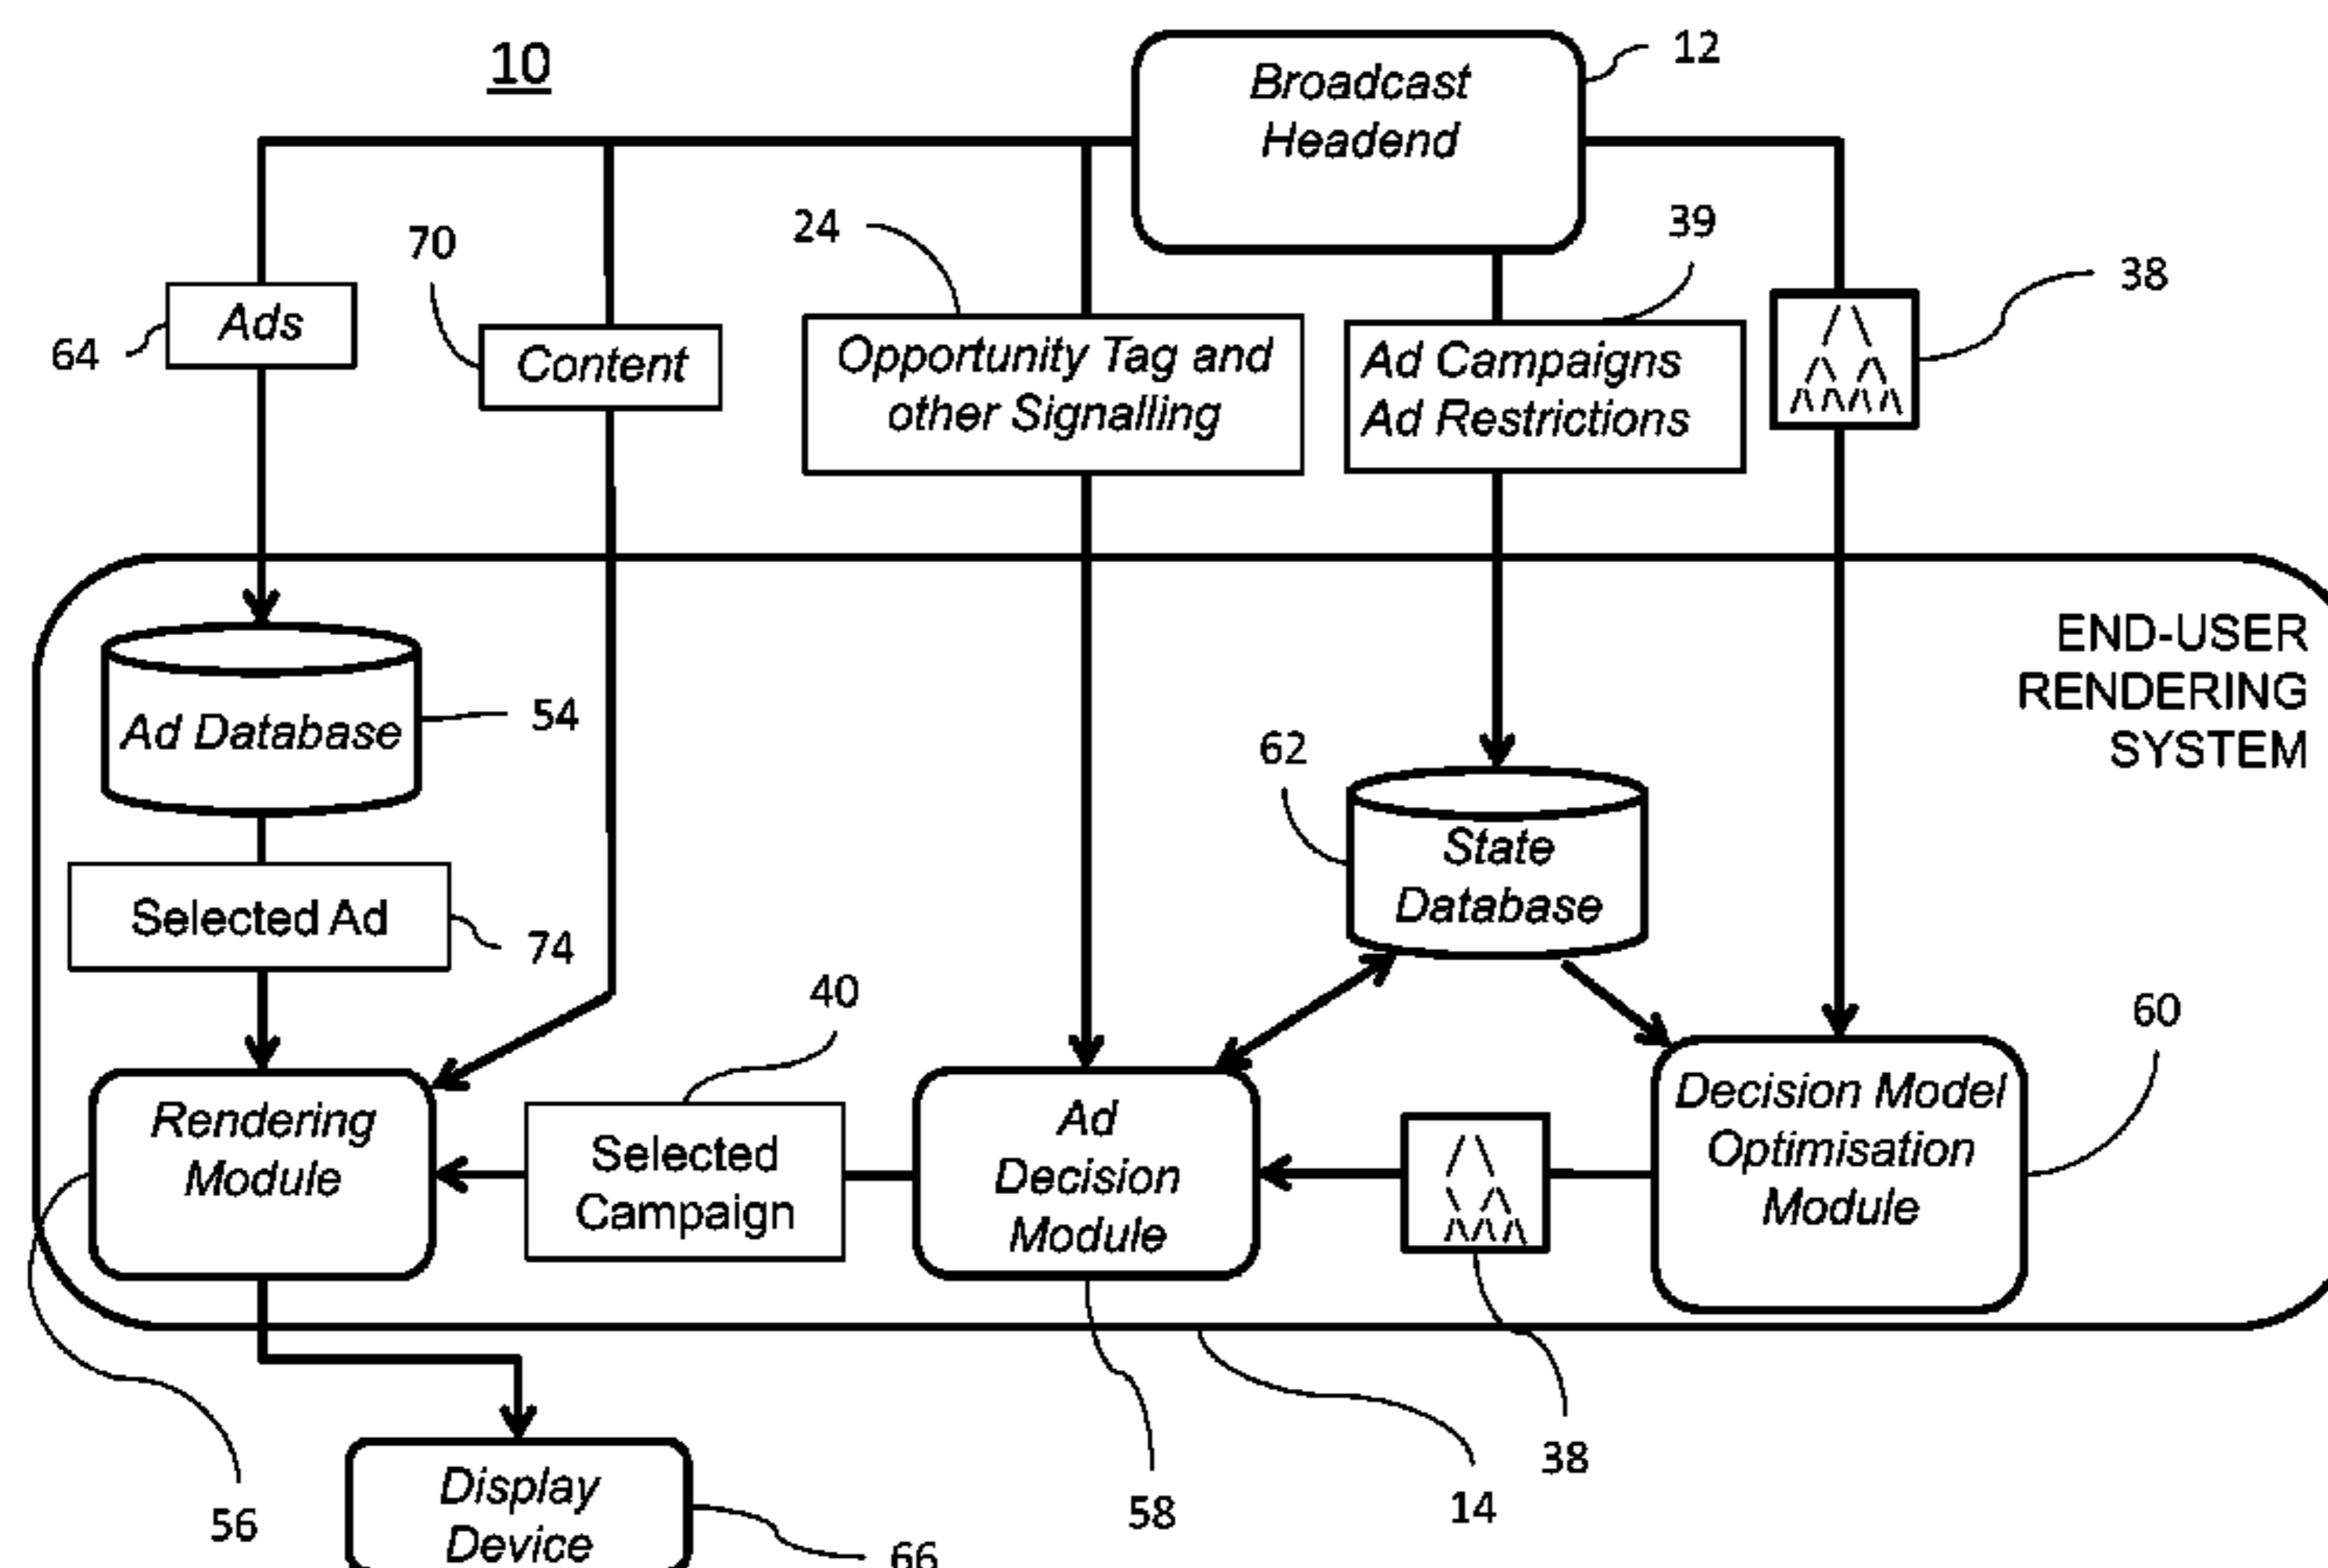 10
Broadcast
Headend
12
24
39
70
38
64
Ads
Content
Opportunity Tag and
other Signalling
Ad Campaigns
Ad Restrictions
END-USER
RENDERING
SYSTEM
Ad Database
54
62
State
Database
Selected Ad
74
40
60
Rendering
Module
Selected
Campaign
Ad
Decision
Module
Decision Model
Optimisation
Module
56
Display
Device
66
58
14
38